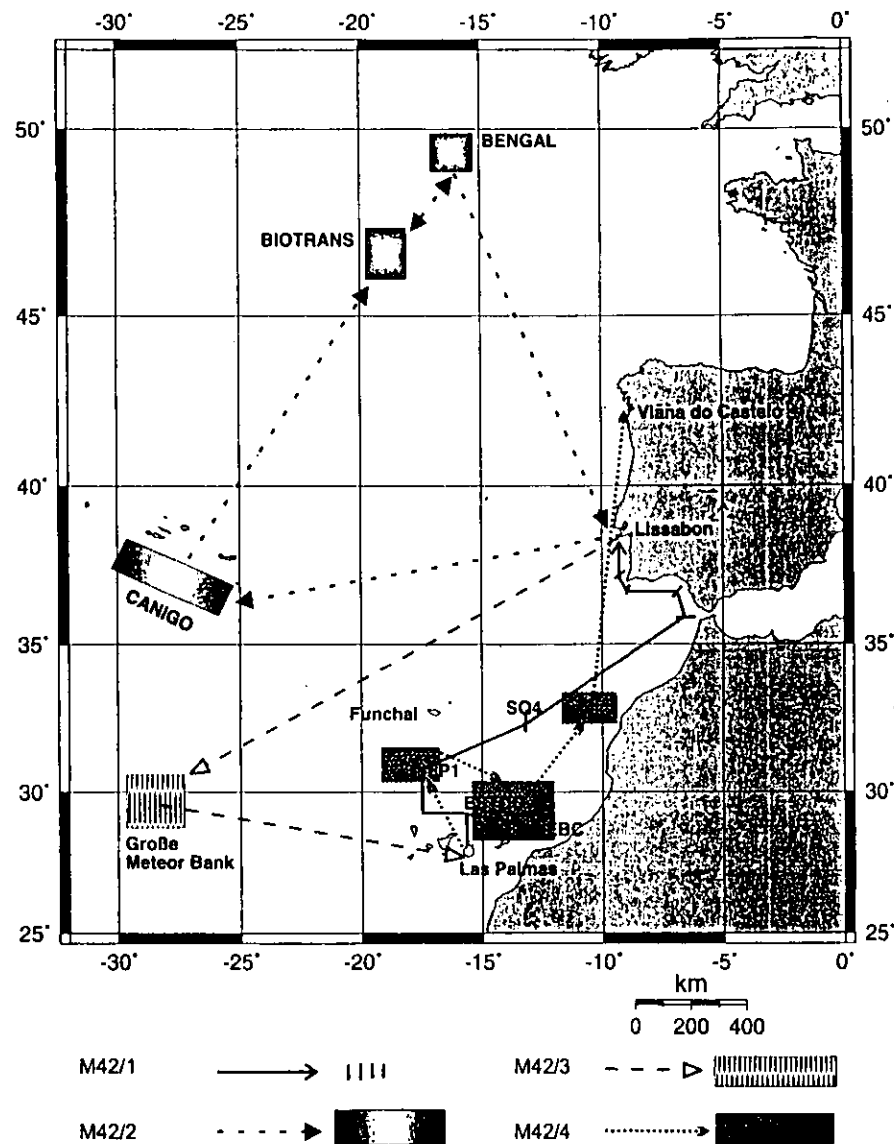 -30° -25° -20° -15° -10° -5° 0°
50° 50°
BENGAL
BIOTRANS
45° 45°
Viana do Castelo
40° 40°
Lissabon
CANIGO
35° 35°
Funchal SO4
P1
30° 30°
EBC
Große
Meteor Bank
Las Palmas
25° 25°
-30° -25° -20° -15° -10° -5° 0°
km
0 200 400
M42/1 M42/3
M42/2 M42/4